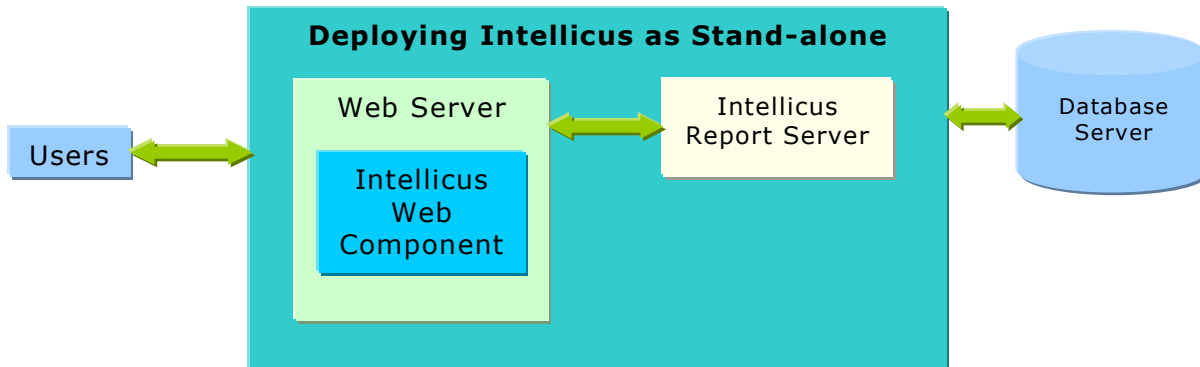 Deploying Intellicus as Stand-alone
Users
Web Server
Intellicus
Web
Component
Intellicus
Report Server
Database
Server